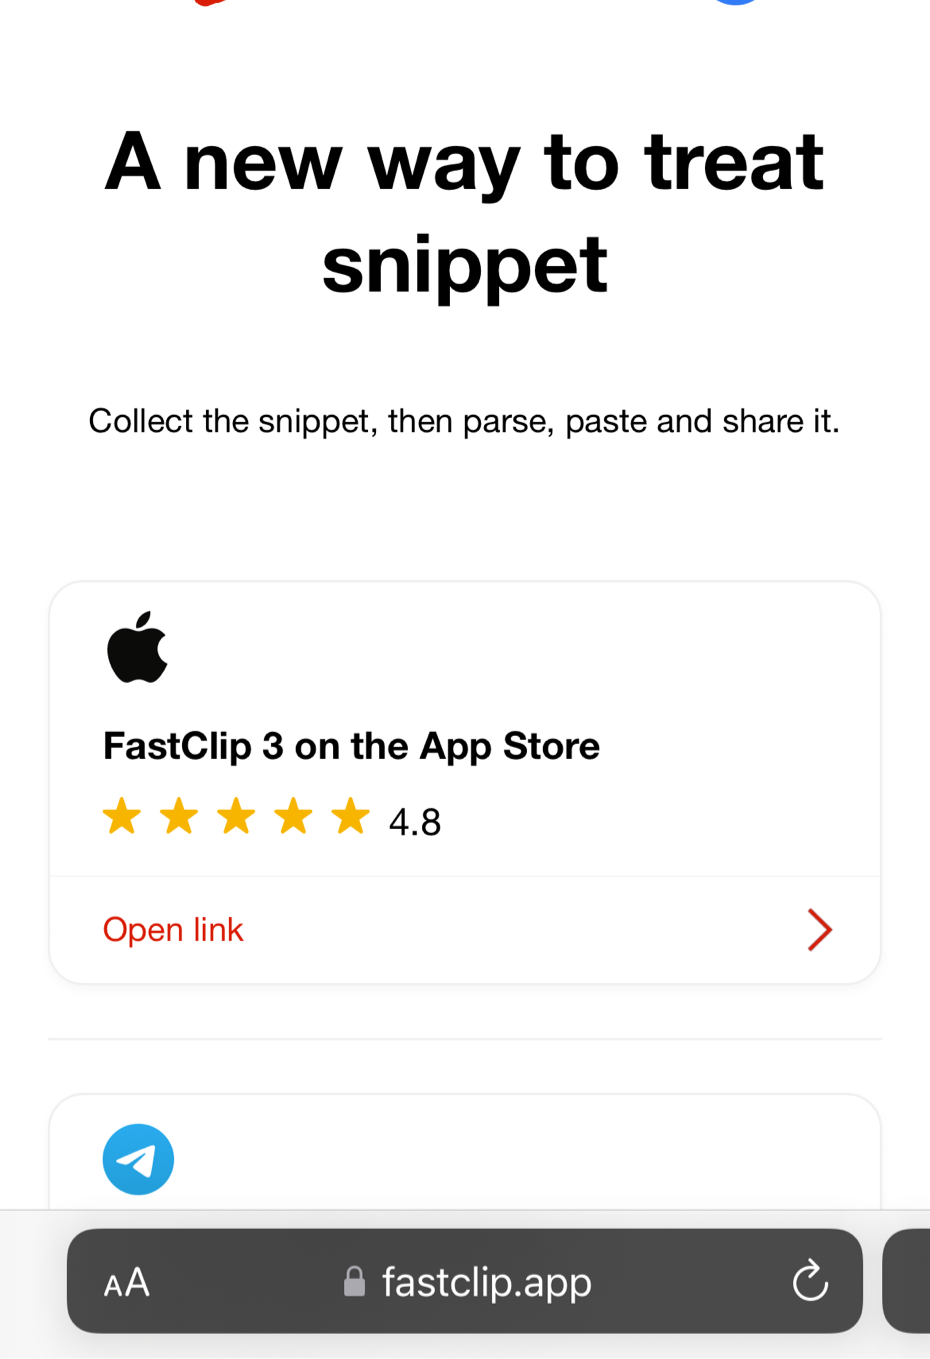 A new way to treat
snippet
Collect the snippet, then parse, paste and share it.
FastClip 3 on the App Store
4.8
Open link
AA
fastclip.app